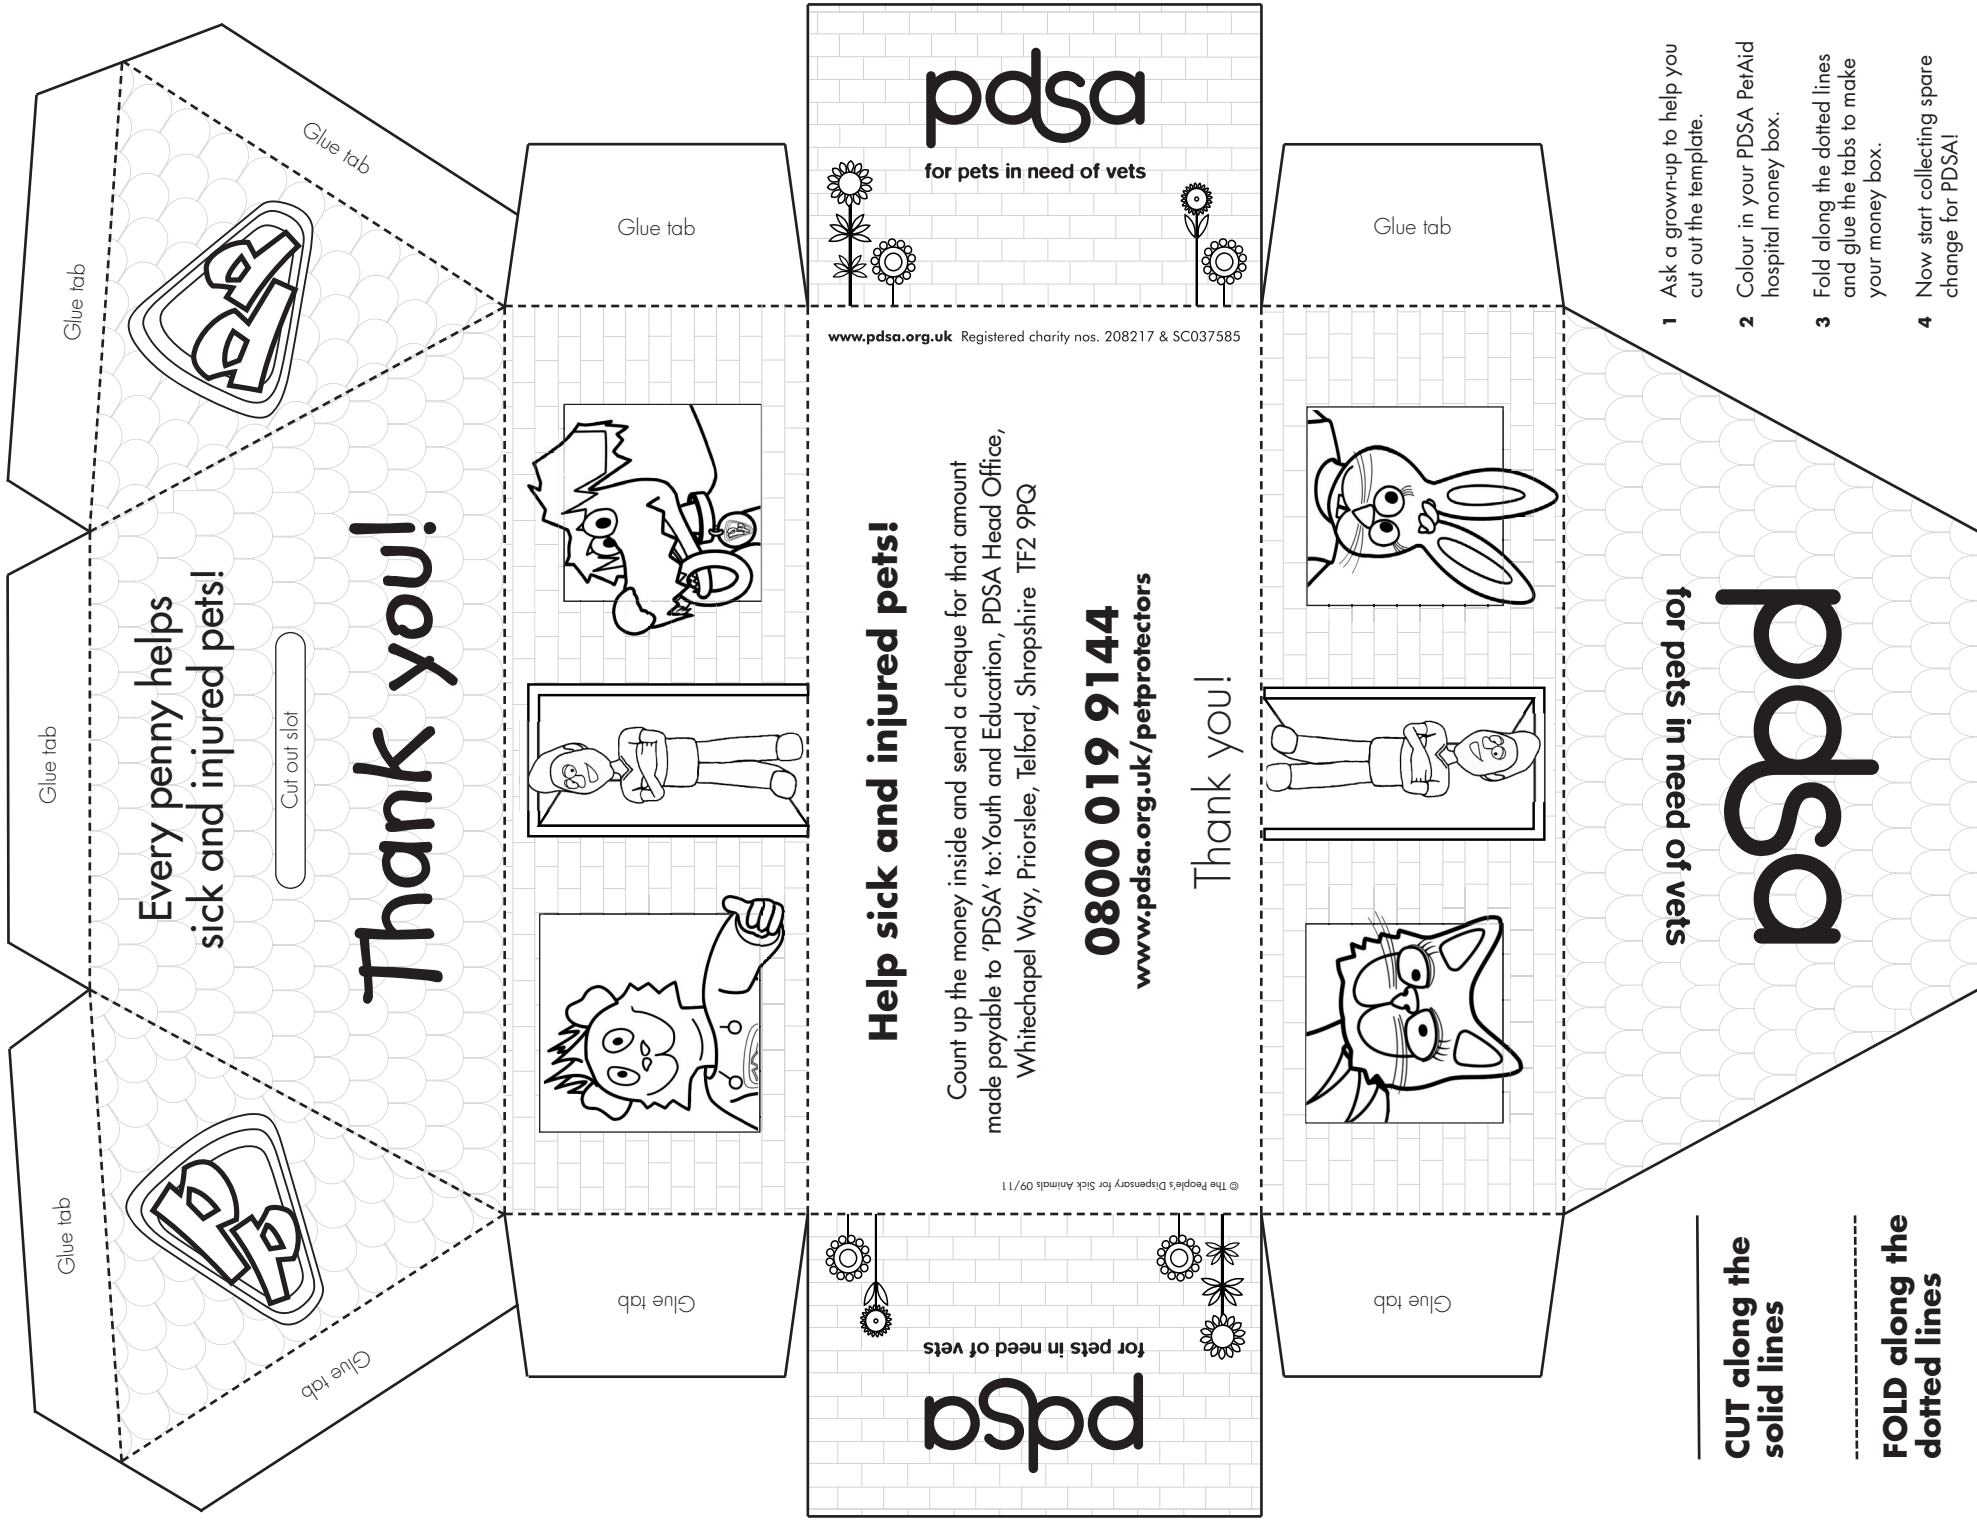 Glue tab
Glue tab
Glue tab
Glue tab
Glue tab
PP
PP
Every penny helps
sick and injured pets!
Cut out slot
Thank you!
Glue tab
Glue tab
pdsa
for pets in need of vets
www.pdsa.org.uk Registered charity nos. 208217 & SC037585
Help sick and injured pets!
Count up the money inside and send a cheque for that amount
made payable to ‘PDSA’ to: Youth and Education, PDSA Head Office,
Whitechapel Way, Priorslee, Telford, Shropshire TF2 9PQ
0800 019 9144
www.pdsa.org.uk/petprotectors
Thank you!
© The People's Dispensary for Sick Animals 09/11
for pets in need of vets
pdsa
Glue tab
Glue tab
for pets in need of vets
pdsa
1 Ask a grown-up to help you
cut out the template.
2 Colour in your PDSA PetAid
hospital money box.
3 Fold along the dotted lines
and glue the tabs to make
your money box.
4 Now start collecting spare
change for PDSA!
CUT along the
solid lines
FOLD along the
dotted lines